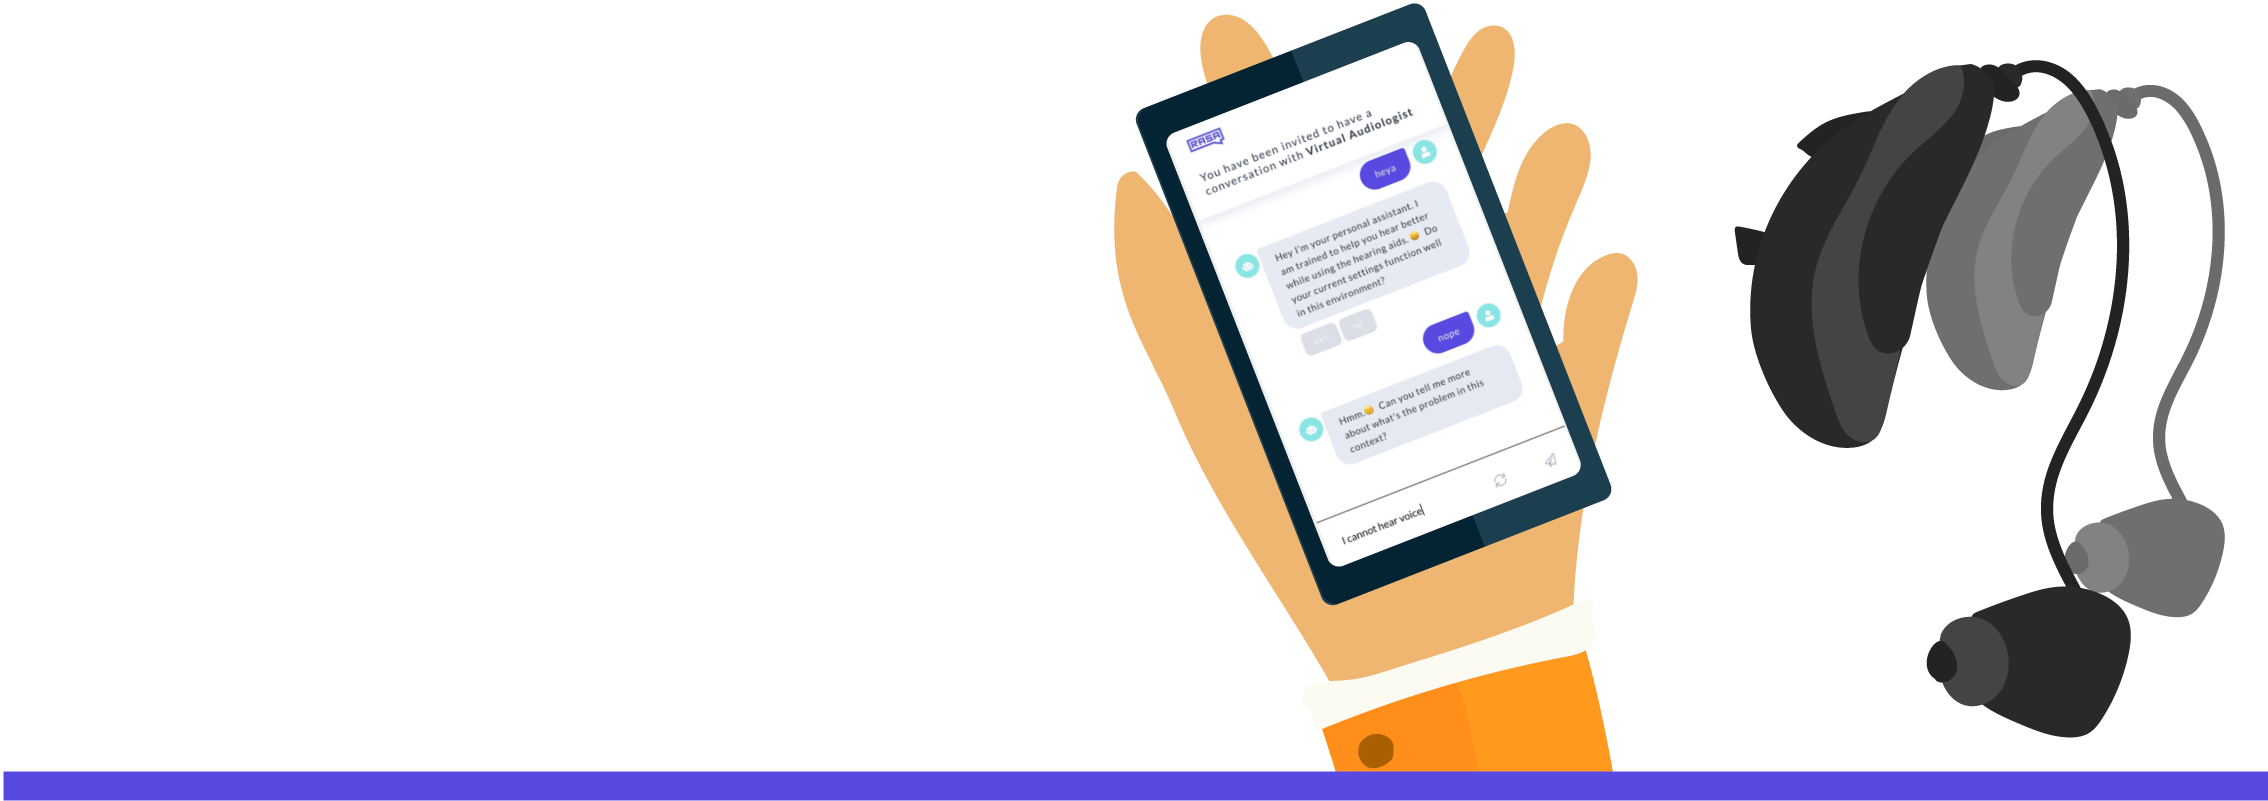 RASA
You have been invited to have a
conversation with Virtual Audiologist
heya
Hey I'm your personal assistant. I
am trained to help you hear better
while using the hearing aids. 😀 Do
your current settings function well
in this environment?
yes
no
nope
Hmm.😀 Can you tell me more
about what's the problem in this
context?
I cannot hear voice